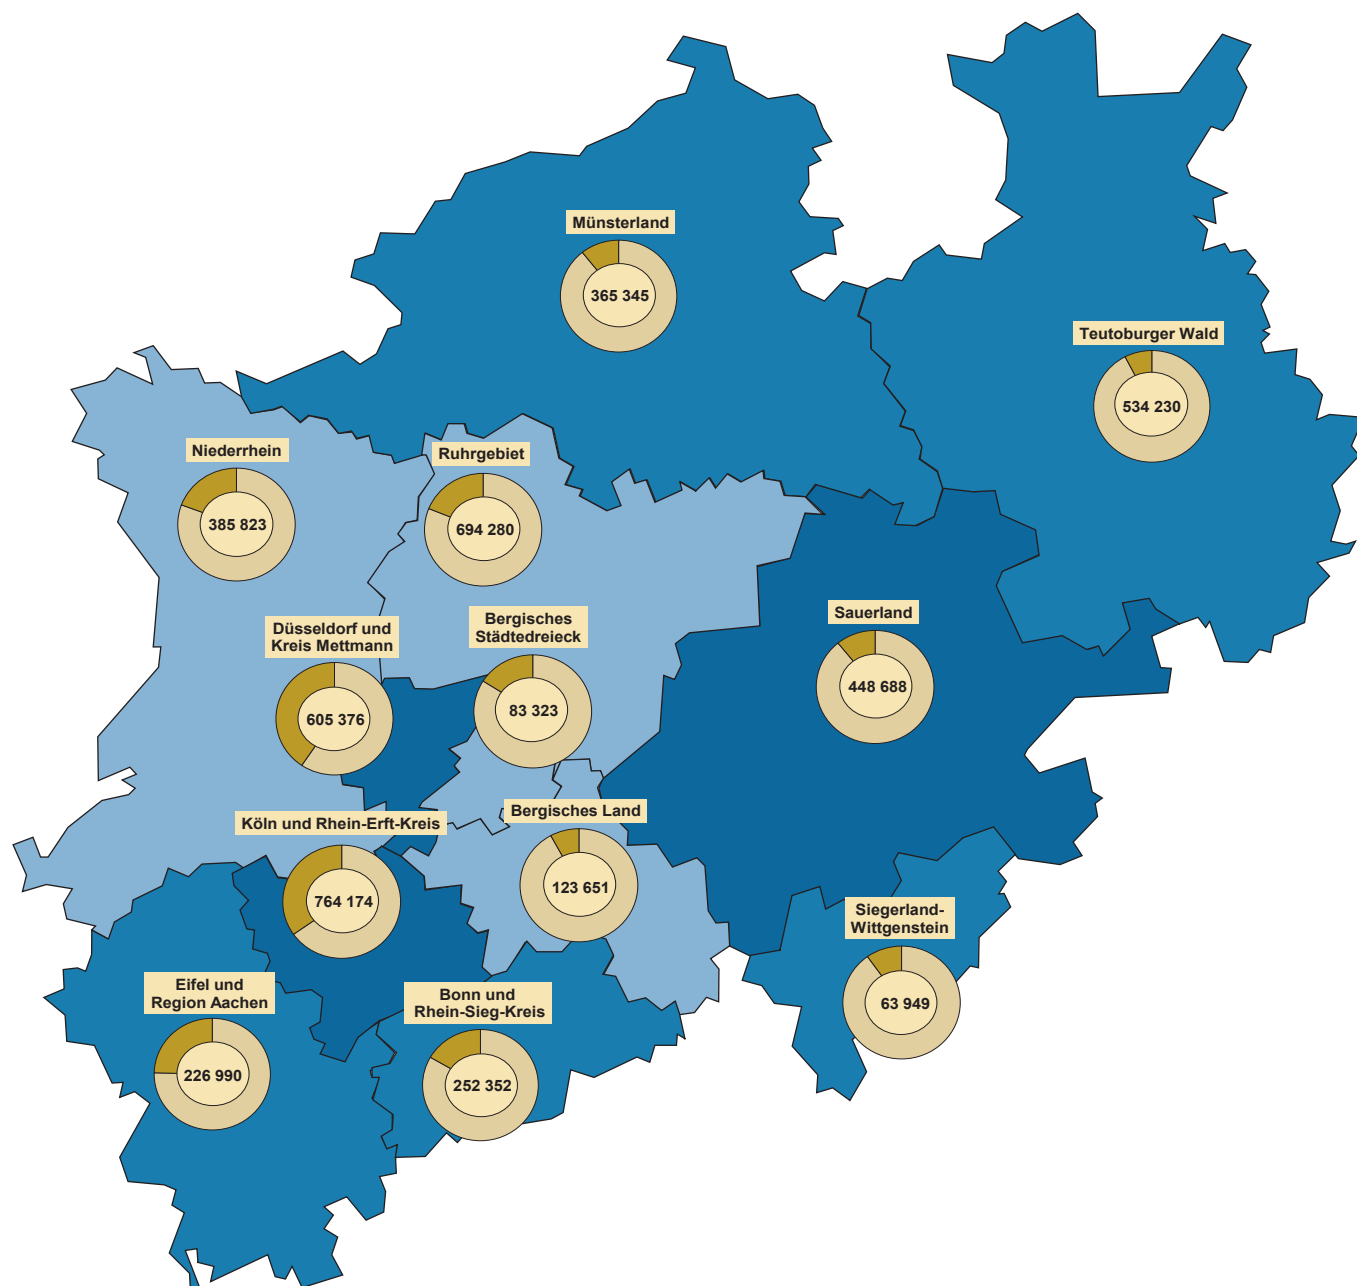 Münsterland
365 345
Teutoburger Wald
534 230
Niederrhein
385 823
Ruhrgebiet
694 280
Düsseldorf und
Kreis Mettmann
605 376
Bergisches
Städtedreieck
83 323
Sauerland
448 688
Köln und Rhein-Erft-Kreis
764 174
Bergisches Land
123 651
Siegerland-
Wittgenstein
63 949
Eifel und
Region Aachen
226 990
Bonn und
Rhein-Sieg-Kreis
252 352